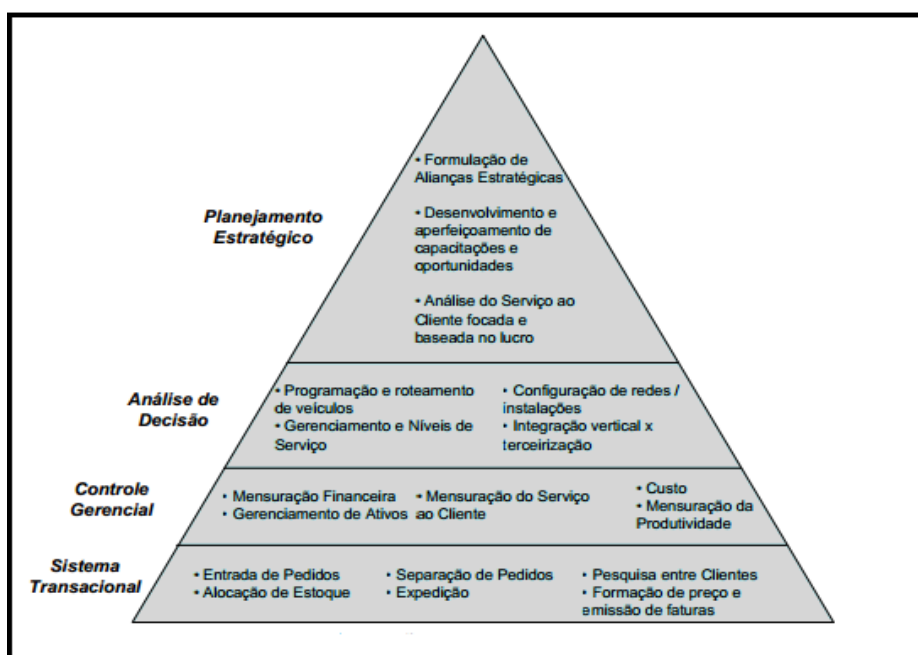 • Formulação de
Alianças Estratégicas
Planejamento
Estratégico
• Desenvolvimento e
aperfeiçoamento de
capacitações e
oportunidades
• Análise do Serviço ao
Cliente focada e
baseada no lucro
Análise de
Decisão
• Programação e roteamento
de veículos
• Gerenciamento e Níveis de
Serviço
• Configuração de redes /
instalações
• Integração vertical x
terceirização
Controle
Gerencial
• Mensuração Financeira
• Gerenciamento de Ativos
• Mensuração do Serviço
ao Cliente
• Custo
• Mensuração da
Produtividade
Sistema
Transacional
• Entrada de Pedidos
• Alocação de Estoque
• Separação de Pedidos
• Expedição
• Pesquisa entre Clientes
• Formação de preço e
emissão de faturas